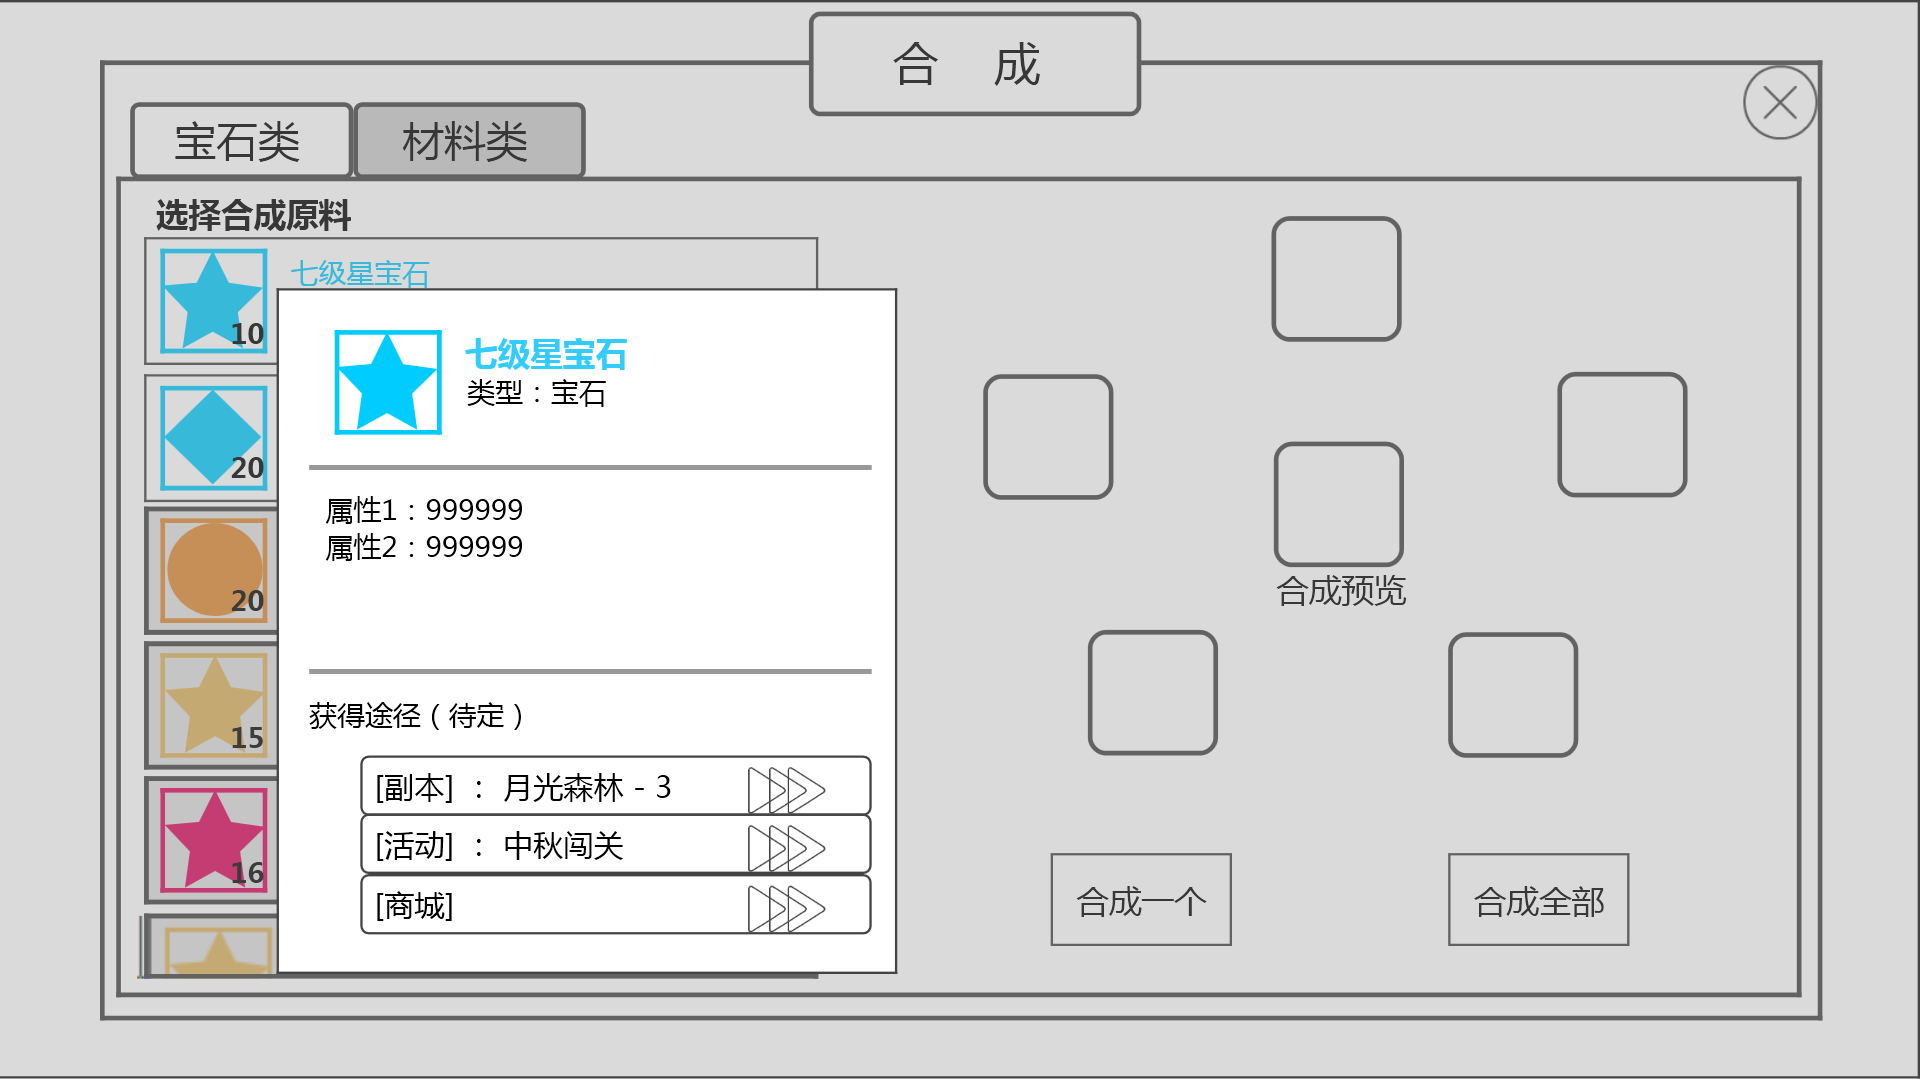 合 成
宝石类
材料类
选择合成原料
七级星宝石
10
20
20
15
16
七级星宝石
类型：宝石
属性1：999999
属性2：999999
获得途径（待定）
[副本] ： 月光森林 - 3
[活动] ： 中秋闯关
[商城]
合成预览
合成一个
合成全部